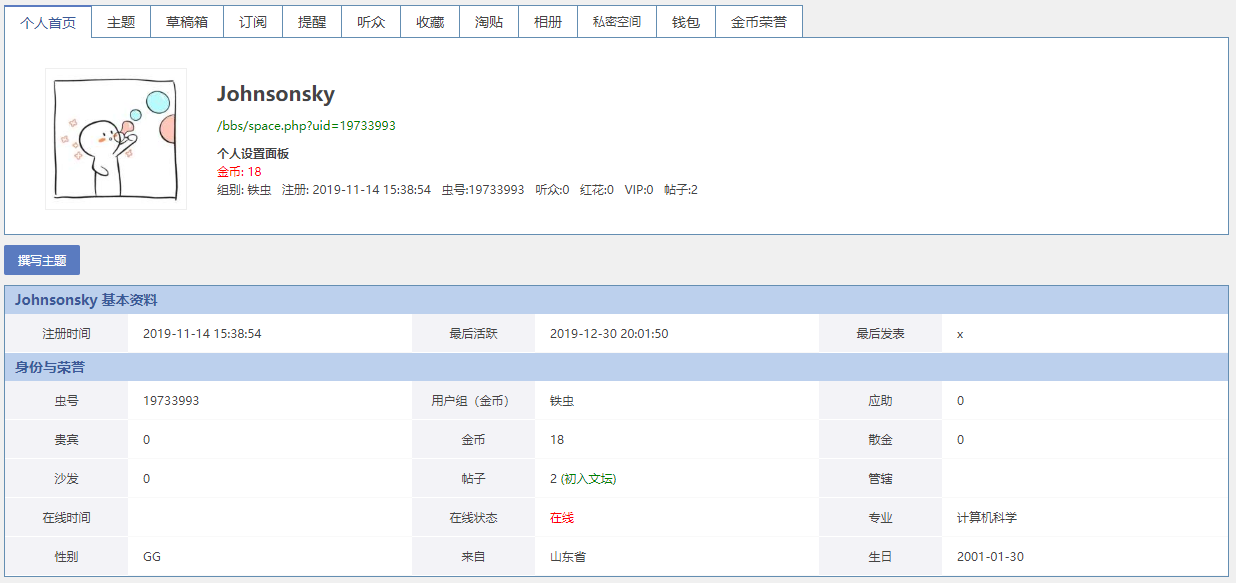 个人首页 主题 草稿箱 订阅 提醒 听众 收藏 淘贴 相册 私密空间 钱包 金币荣誉
Johnsonsky
/bbs/space.php?uid=19733993
个人设置面板
金币: 18
组别: 铁虫 注册: 2019-11-14 15:38:54 虫号:19733993 听众:0 红花:0 VIP:0 帖子:2
撰写主题
Johnsonsky 基本资料
注册时间 2019-11-14 15:38:54 最后活跃 2019-12-30 20:01:50 最后发表 x
身份与荣誉
虫号 19733993 用户组（金币） 铁虫 应助 0
贵宾 0 金币 18 散金 0
沙发 0 帖子 2 (初入文坛) 管辖
在线时间 在线状态 在线 专业 计算机科学
性别 GG 来自 山东省 生日 2001-01-30